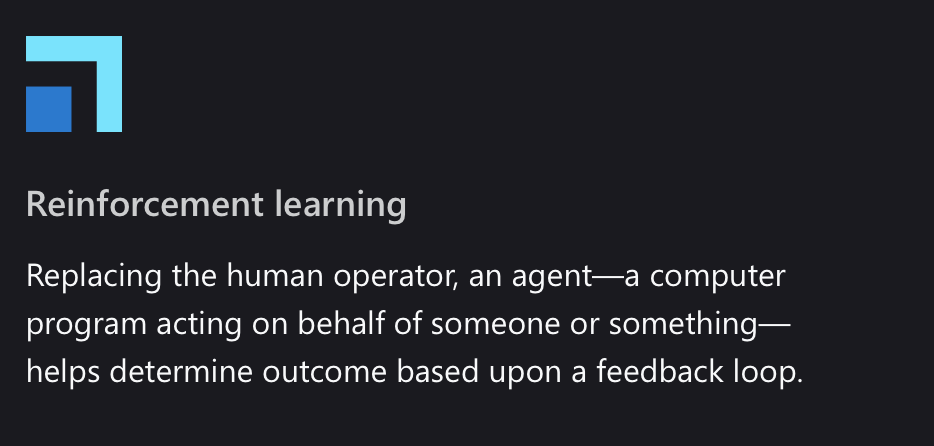 Reinforcement learning
Replacing the human operator, an agent—a computer
program acting on behalf of someone or something—
helps determine outcome based upon a feedback loop.